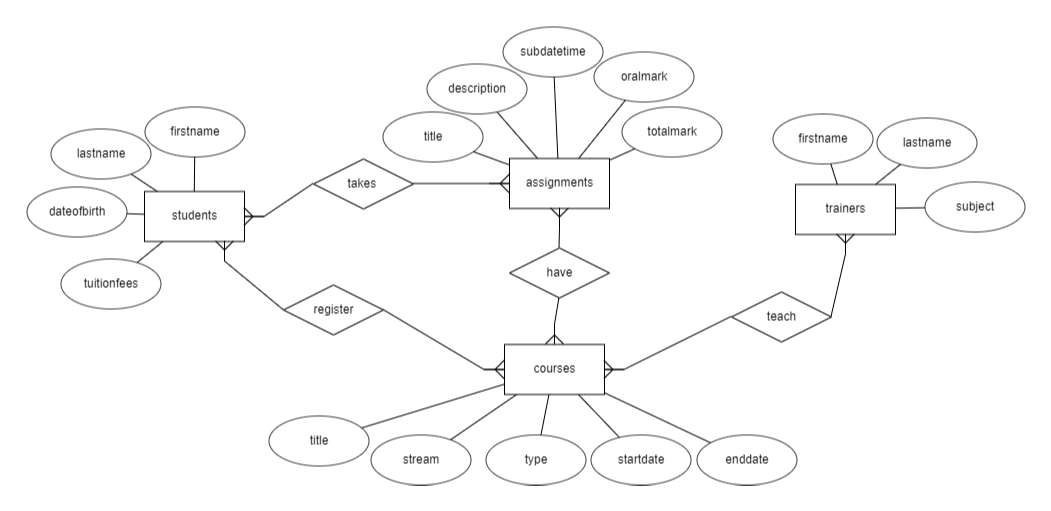 subdatetime
oralmark
description
totalmark
title
firstname
lastname
firstname
lastname
takes
assignments
dateofbirth
students
trainers
subject
tuitionfees
have
register
teach
courses
title
stream
type
startdate
enddate